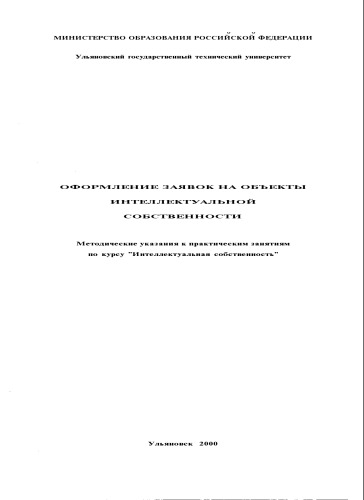 МИНИСТЕРСТВО ОБРАЗОВАНИЯ РОССИЙСКОЙ ФЕДЕРАЦИИ
Ульяновский государственный технический университет
ОФОРМЛЕНИЕ ЗАЯВОК НА ОБЪЕКТЫ
ИНТЕЛЛЕКТУАЛЬНОЙ
СОБСТВЕННОСТИ
Методические указания к практическим занятиям
по курсу "Интеллектуальная собственность"
Ульяновск 2000